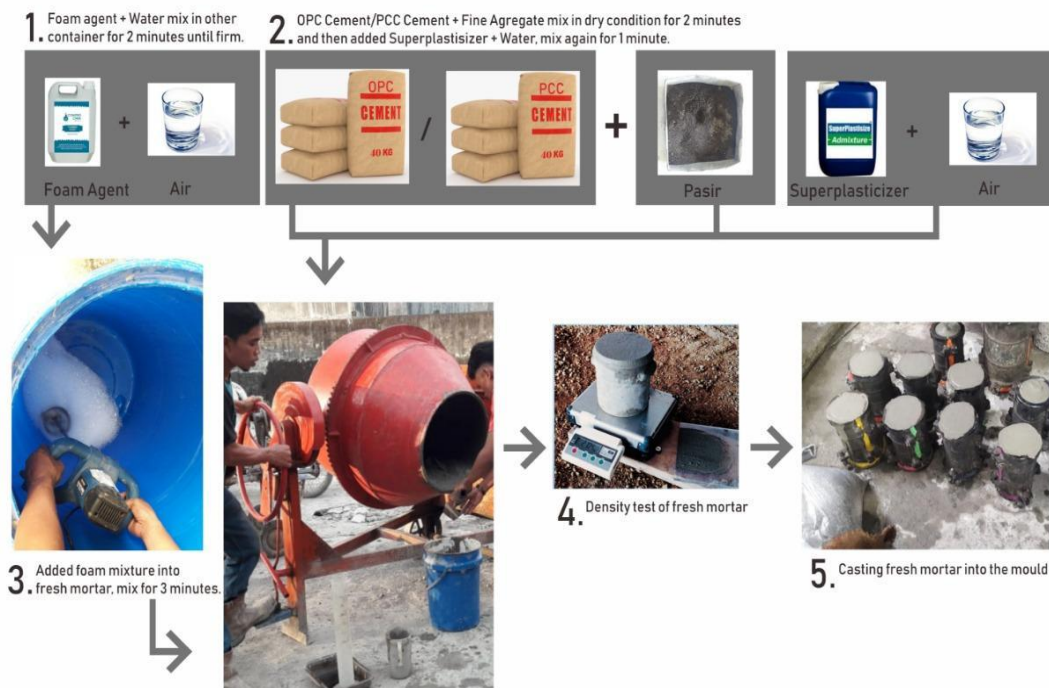 1. Foam agent + Water mix in other
container for 2 minutes until firm.
2. OPC Cement/PCC Cement + Fine Agregate mix in dry condition for 2 minutes
and then added Superplastisizer + Water, mix again for 1 minute.
+
OPC
CEMENT
40 KG
/
PCC
CEMENT
40 KG
+
SuperPlastisize
Admixture
+
Foam Agent
Air
Pasir
Superplasticizer
Air
3. Added foam mixture into
fresh mortar, mix for 3 minutes.
4. Density test of fresh mortar
5. Casting fresh mortar into the mould